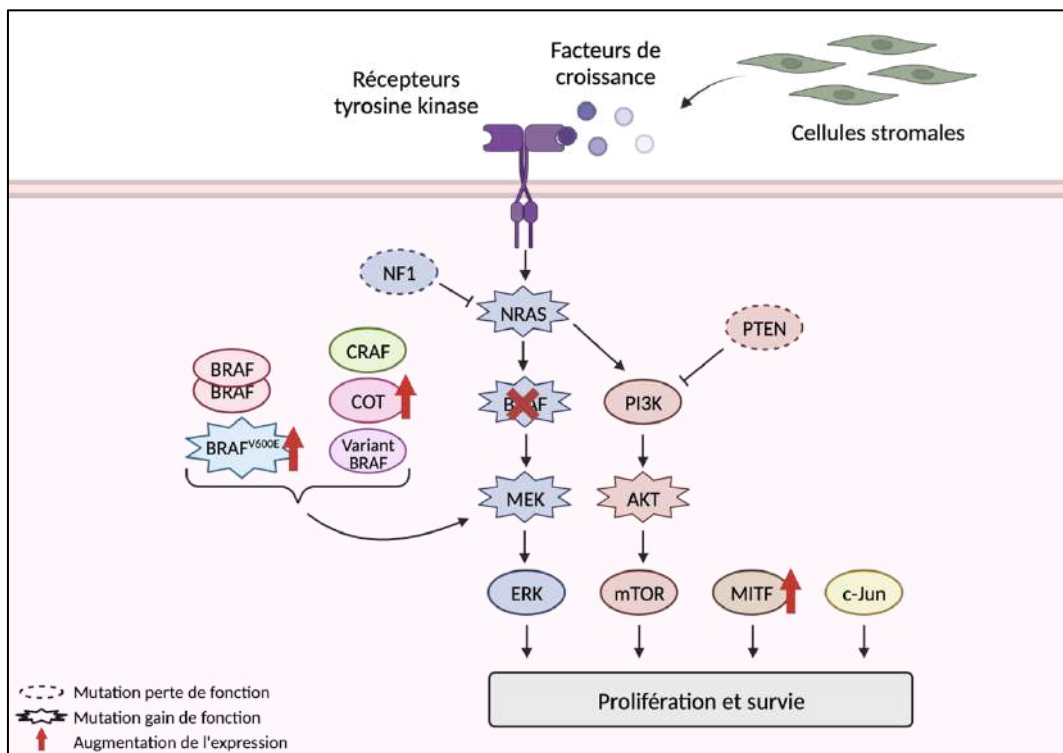 Facteurs de
croissance
Récepteurs
tyrosine kinase
Cellules stromales
NF1
NRAS
PTEN
CRAF
BRAF
BRAF
COT
BRAF
PI3K
BRAFV600E
Variant
BRAF
MEK
AKT
ERK
mTOR
MITF
c-Jun
Prolifération et survie
Mutation perte de fonction
Mutation gain de fonction
Augmentation de l'expression